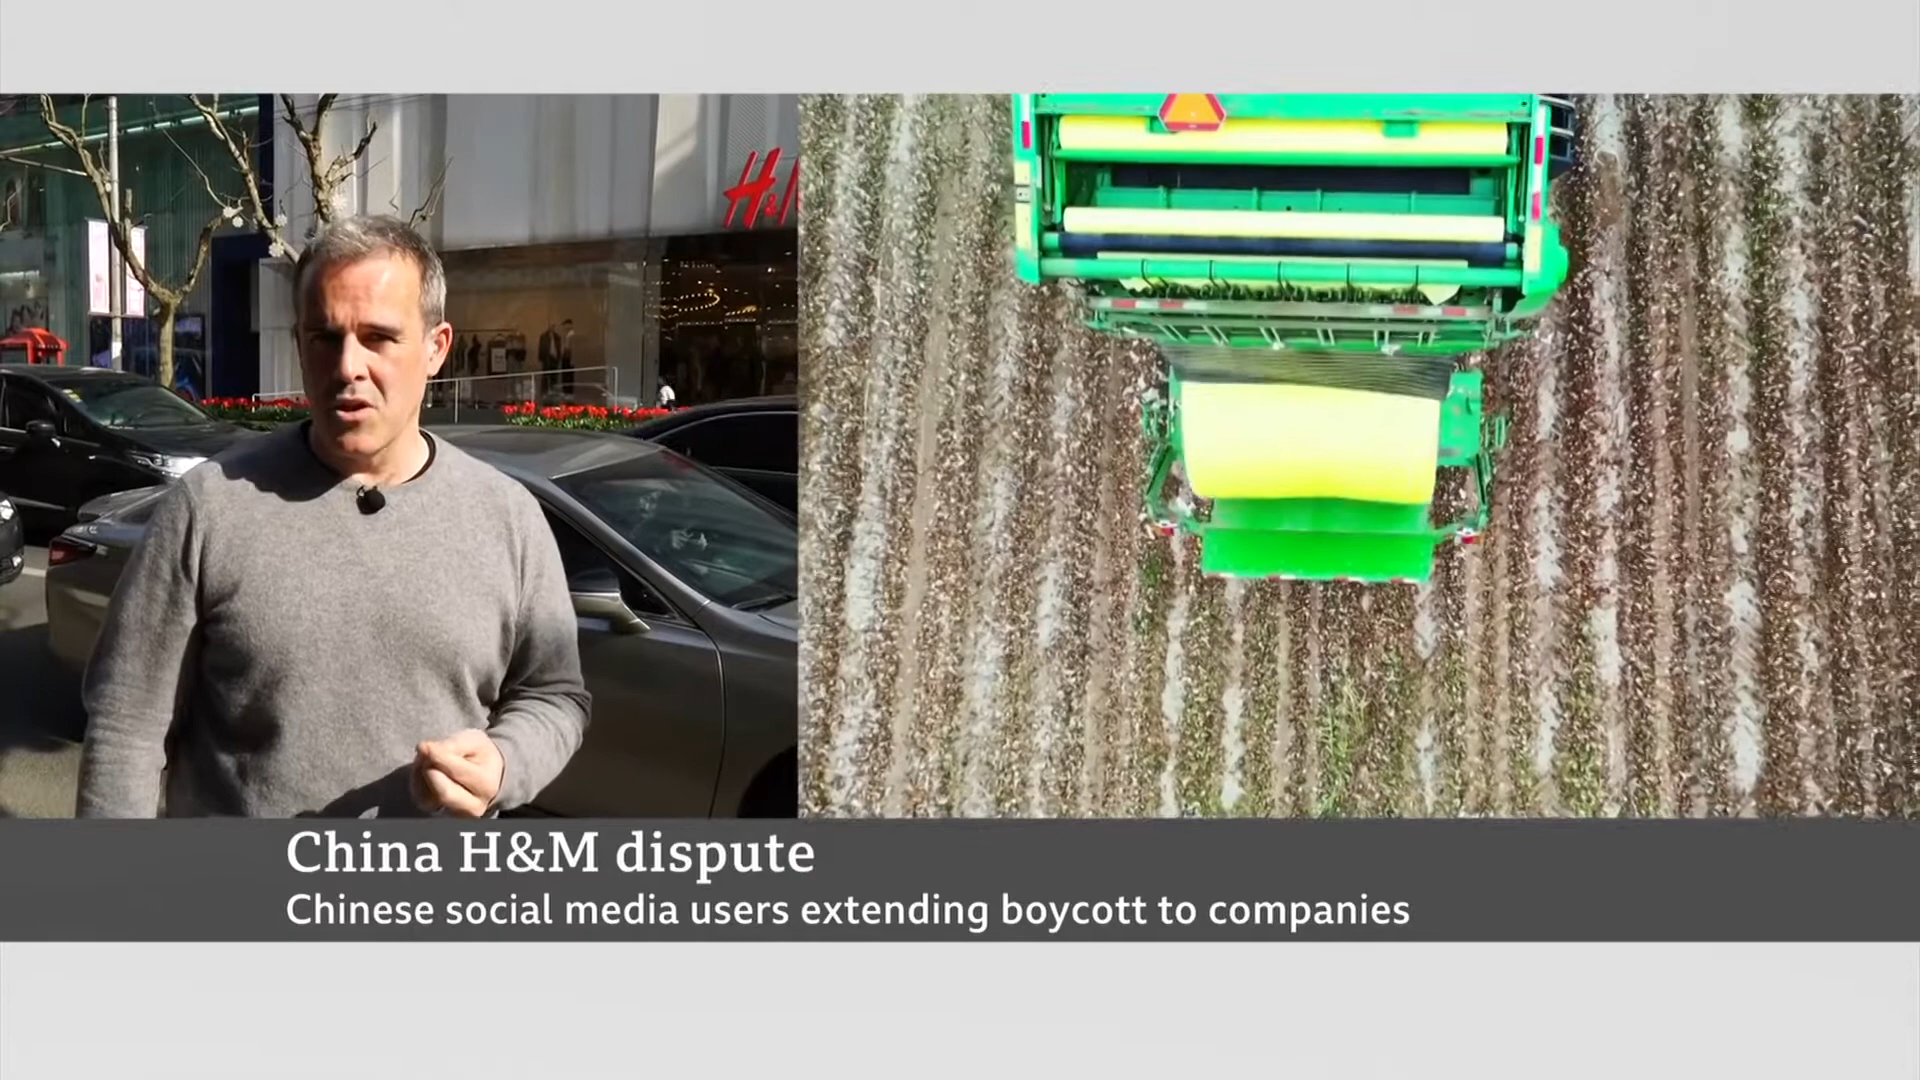 H&M
China H&M dispute
Chinese social media users extending boycott to companies